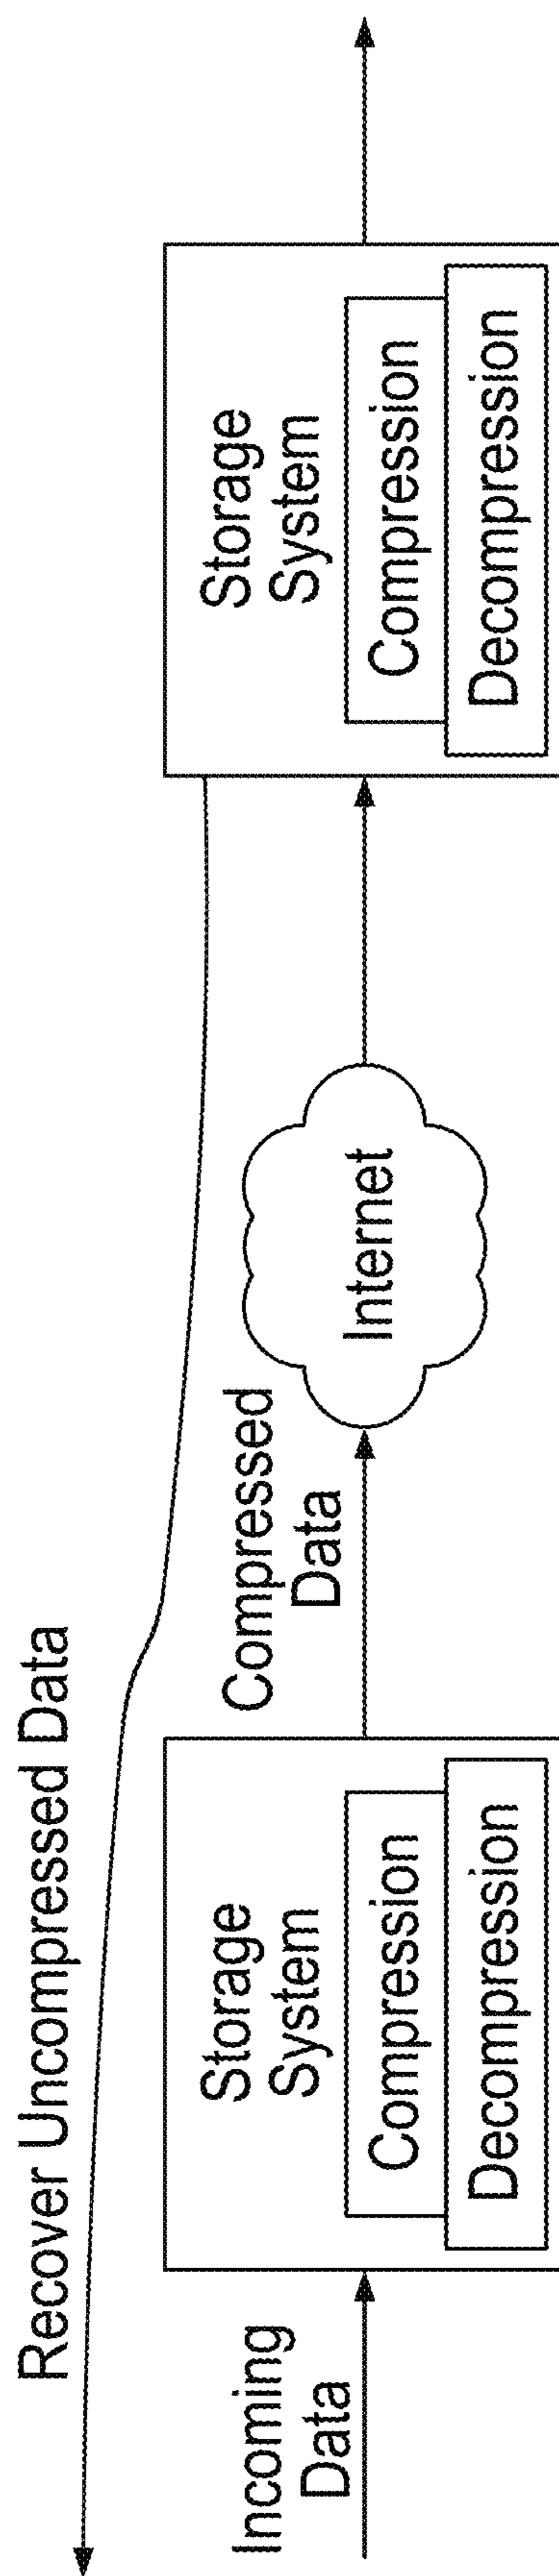 Recover Uncompressed Data
Incoming
Data
Storage
System
Compression
Decompression
Compressed
Data
Internet
Storage
System
Compression
Decompression